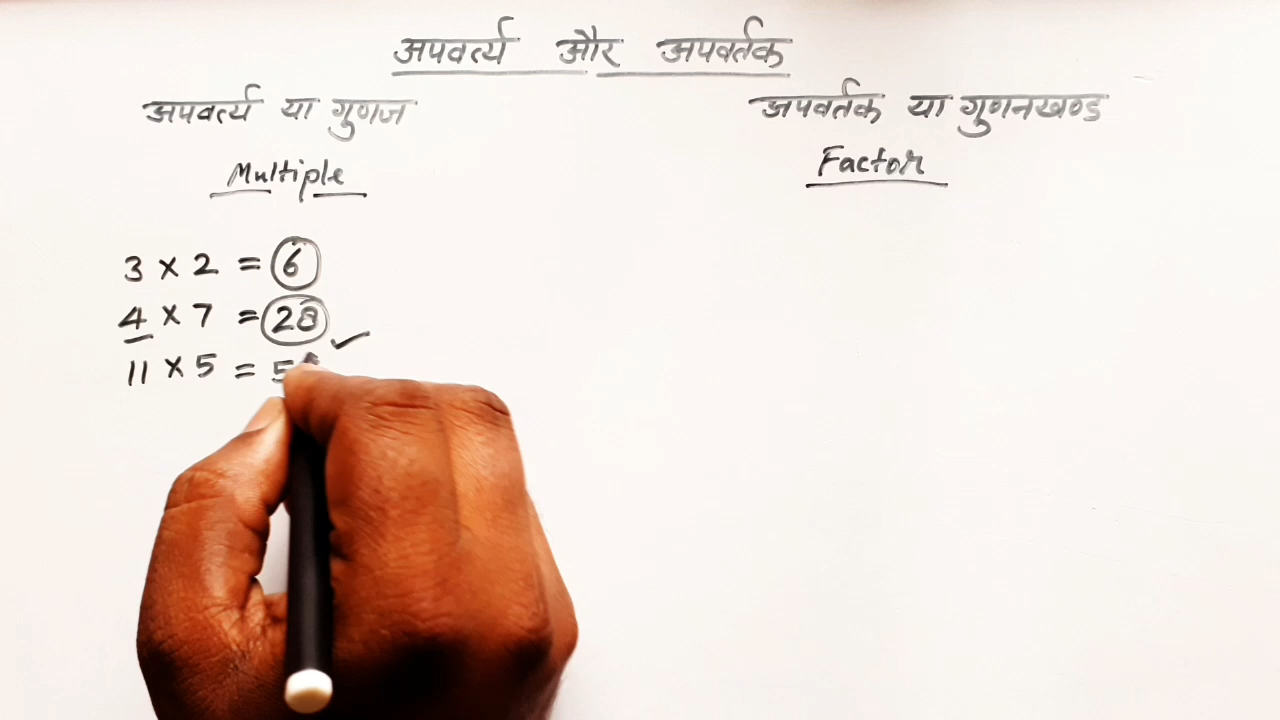 अपवर्त्य और अपवर्तक
अपवर्त्य या गुणज
अपवर्तक या गुणनखण्ड
Multiple
Factor
3 × 2 = 6
4 × 7 = 28 ✓
11 × 5 = 5